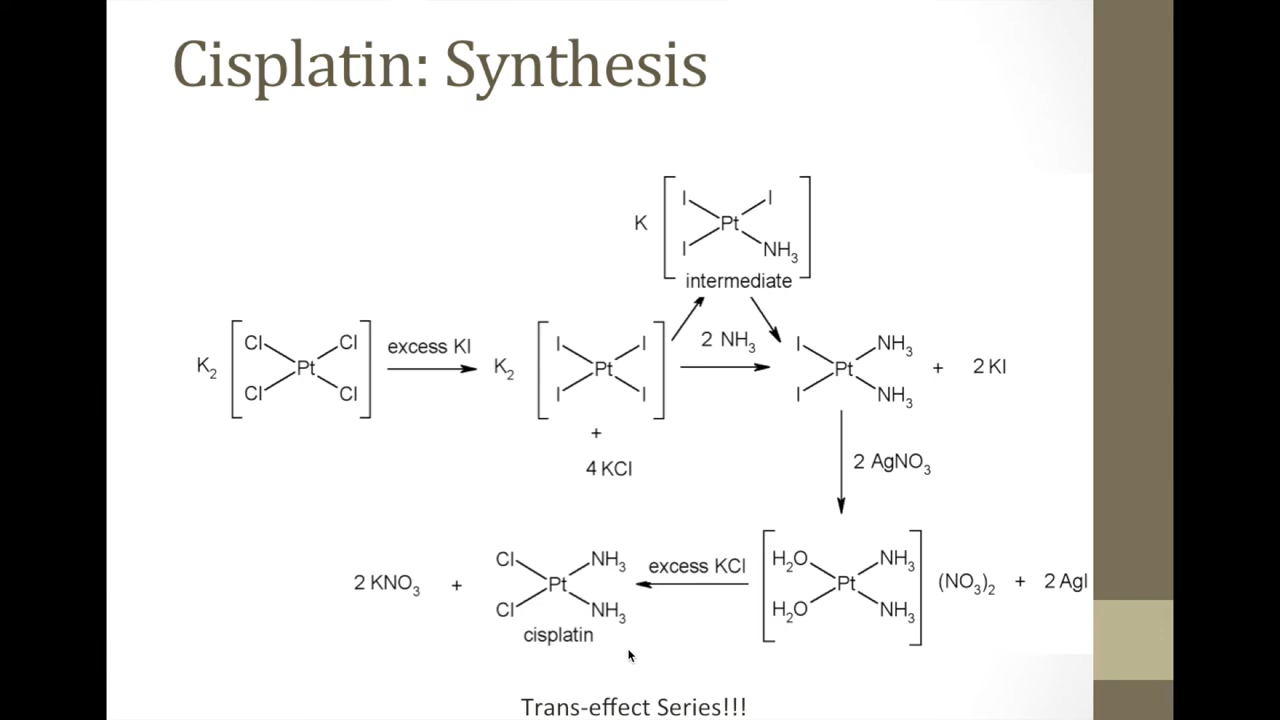 Cisplatin: Synthesis
I I
K Pt
I NH3
intermediate
Cl Cl excess KI I I 2 NH3 I NH3
K2 Pt K2 Pt Pt + 2 KI
Cl Cl I I I NH3
+
4 KCl
2 AgNO3
Cl NH3 excess KCl H2O NH3
2 KNO3 + Pt Pt (NO3)2 + 2 AgI
Cl NH3 H2O NH3
cisplatin
Trans-effect Series!!!